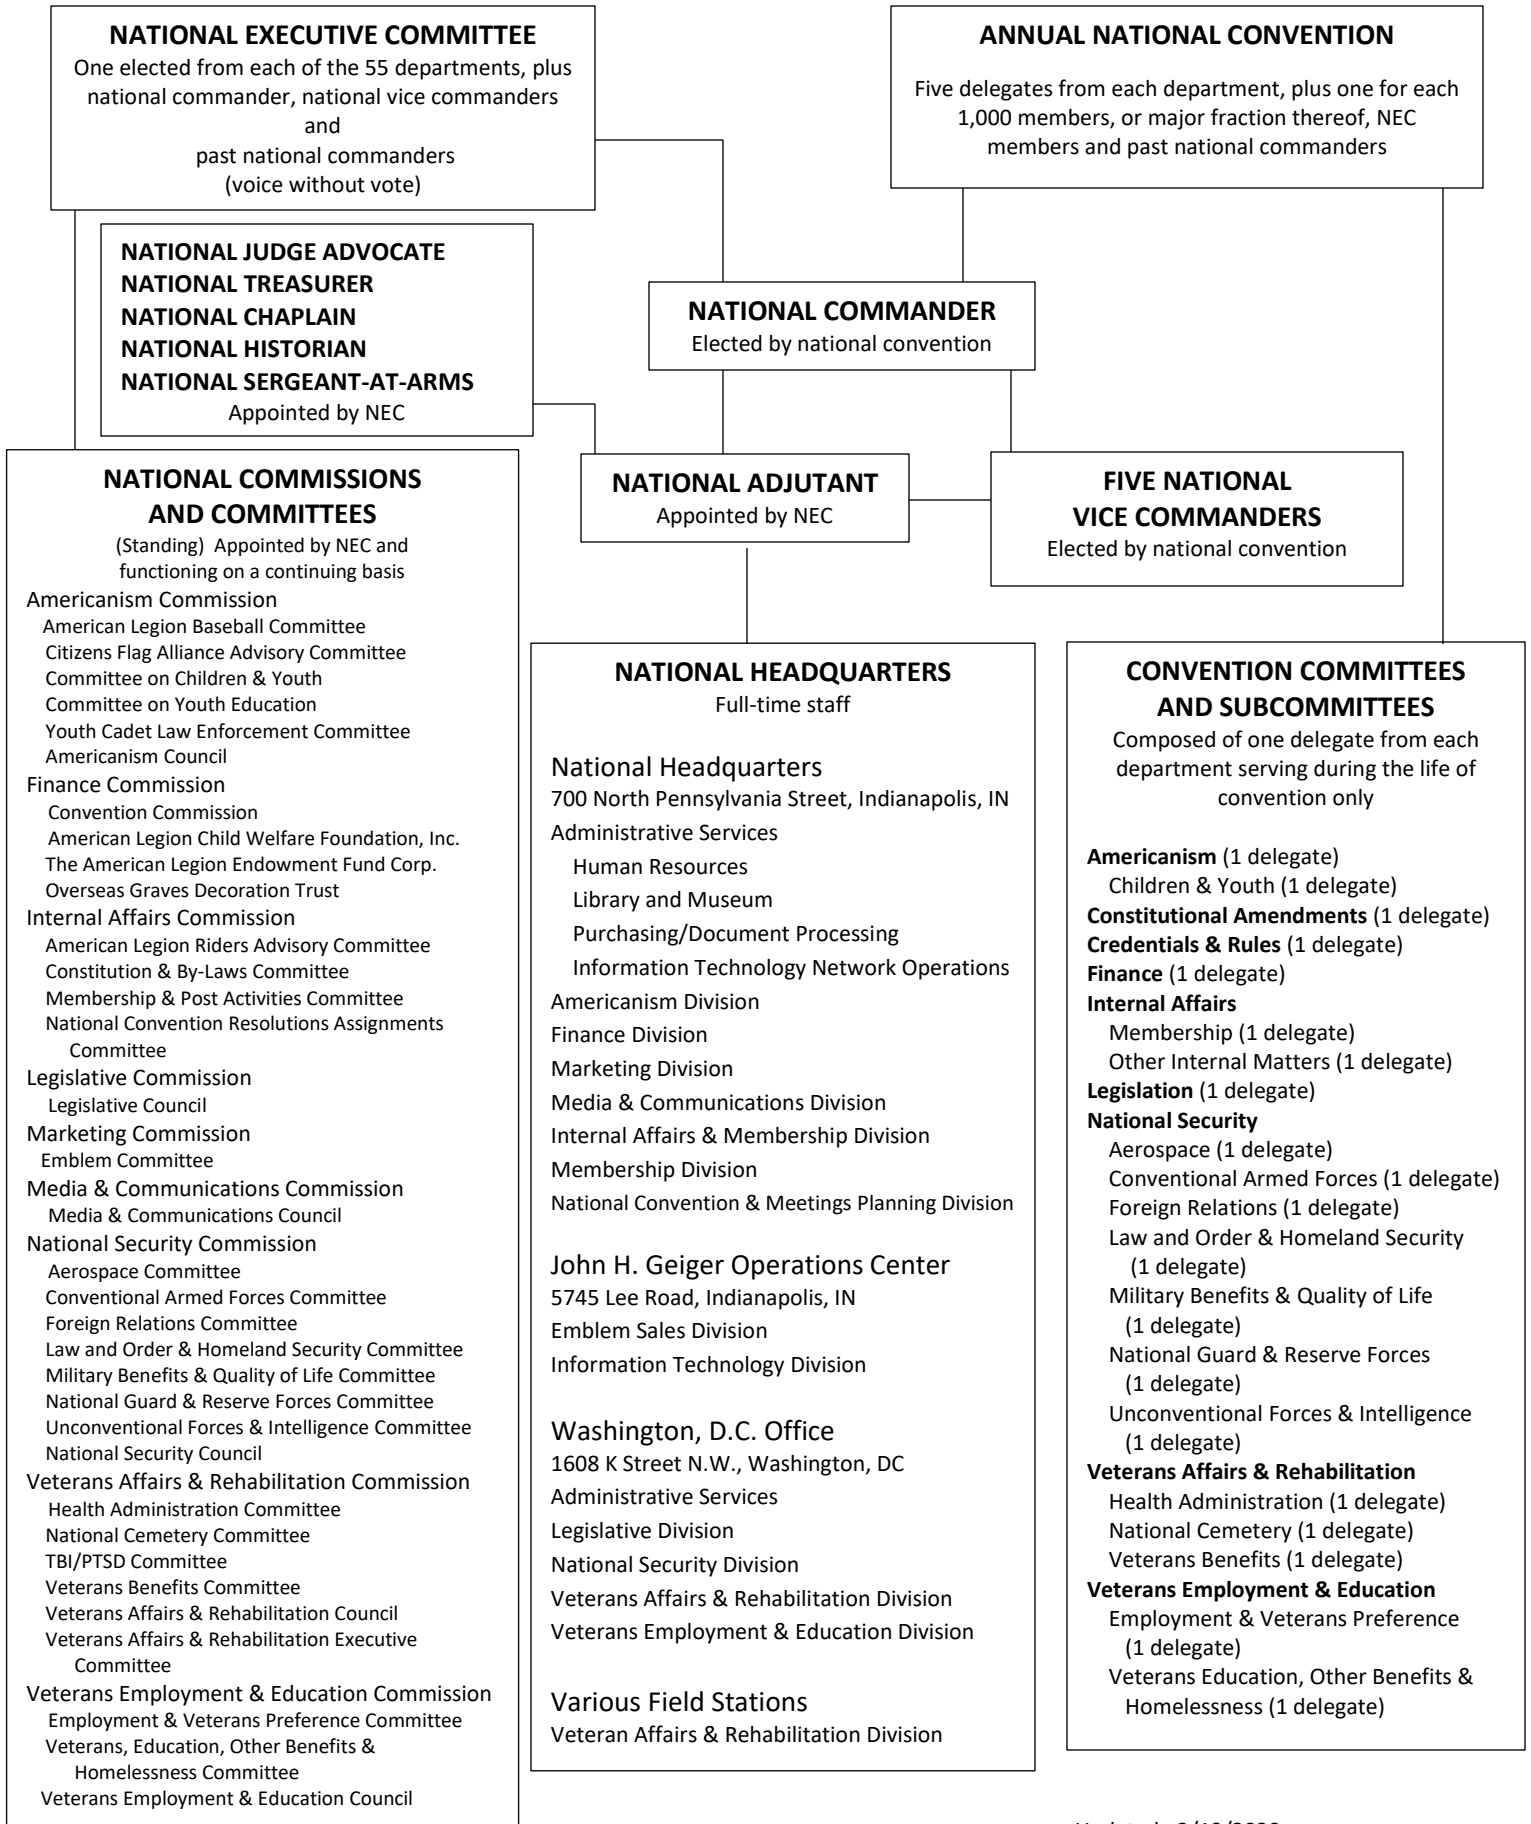 NATIONAL EXECUTIVE COMMITTEE
One elected from each of the 55 departments, plus
national commander, national vice commanders
and
past national commanders
(voice without vote)
ANNUAL NATIONAL CONVENTION
Five delegates from each department, plus one for each
1,000 members, or major fraction thereof, NEC
members and past national commanders
NATIONAL JUDGE ADVOCATE
NATIONAL TREASURER
NATIONAL CHAPLAIN
NATIONAL HISTORIAN
NATIONAL SERGEANT-AT-ARMS
Appointed by NEC
NATIONAL COMMANDER
Elected by national convention
NATIONAL ADJUTANT
Appointed by NEC
FIVE NATIONAL
VICE COMMANDERS
Elected by national convention
NATIONAL COMMISSIONS
AND COMMITTEES
(Standing) Appointed by NEC and
functioning on a continuing basis
Americanism Commission
American Legion Baseball Committee
Citizens Flag Alliance Advisory Committee
Committee on Children & Youth
Committee on Youth Education
Youth Cadet Law Enforcement Committee
Americanism Council
Finance Commission
Convention Commission
American Legion Child Welfare Foundation, Inc.
The American Legion Endowment Fund Corp.
Overseas Graves Decoration Trust
Internal Affairs Commission
American Legion Riders Advisory Committee
Constitution & By-Laws Committee
Membership & Post Activities Committee
National Convention Resolutions Assignments
Committee
Legislative Commission
Legislative Council
Marketing Commission
Emblem Committee
Media & Communications Commission
Media & Communications Council
National Security Commission
Aerospace Committee
Conventional Armed Forces Committee
Foreign Relations Committee
Law and Order & Homeland Security Committee
Military Benefits & Quality of Life Committee
National Guard & Reserve Forces Committee
Unconventional Forces & Intelligence Committee
National Security Council
Veterans Affairs & Rehabilitation Commission
Health Administration Committee
National Cemetery Committee
TBI/PTSD Committee
Veterans Benefits Committee
Veterans Affairs & Rehabilitation Council
Veterans Affairs & Rehabilitation Executive
Committee
Veterans Employment & Education Commission
Employment & Veterans Preference Committee
Veterans, Education, Other Benefits &
Homelessness Committee
Veterans Employment & Education Council
NATIONAL HEADQUARTERS
Full-time staff
National Headquarters
700 North Pennsylvania Street, Indianapolis, IN
Administrative Services
Human Resources
Library and Museum
Purchasing/Document Processing
Information Technology Network Operations
Americanism Division
Finance Division
Marketing Division
Media & Communications Division
Internal Affairs & Membership Division
Membership Division
National Convention & Meetings Planning Division
John H. Geiger Operations Center
5745 Lee Road, Indianapolis, IN
Emblem Sales Division
Information Technology Division
Washington, D.C. Office
1608 K Street N.W., Washington, DC
Administrative Services
Legislative Division
National Security Division
Veterans Affairs & Rehabilitation Division
Veterans Employment & Education Division
Various Field Stations
Veteran Affairs & Rehabilitation Division
CONVENTION COMMITTEES
AND SUBCOMMITTEES
Composed of one delegate from each
department serving during the life of
convention only
Americanism (1 delegate)
Children & Youth (1 delegate)
Constitutional Amendments (1 delegate)
Credentials & Rules (1 delegate)
Finance (1 delegate)
Internal Affairs
Membership (1 delegate)
Other Internal Matters (1 delegate)
Legislation (1 delegate)
National Security
Aerospace (1 delegate)
Conventional Armed Forces (1 delegate)
Foreign Relations (1 delegate)
Law and Order & Homeland Security
(1 delegate)
Military Benefits & Quality of Life
(1 delegate)
National Guard & Reserve Forces
(1 delegate)
Unconventional Forces & Intelligence
(1 delegate)
Veterans Affairs & Rehabilitation
Health Administration (1 delegate)
National Cemetery (1 delegate)
Veterans Benefits (1 delegate)
Veterans Employment & Education
Employment & Veterans Preference
(1 delegate)
Veterans Education, Other Benefits &
Homelessness (1 delegate)